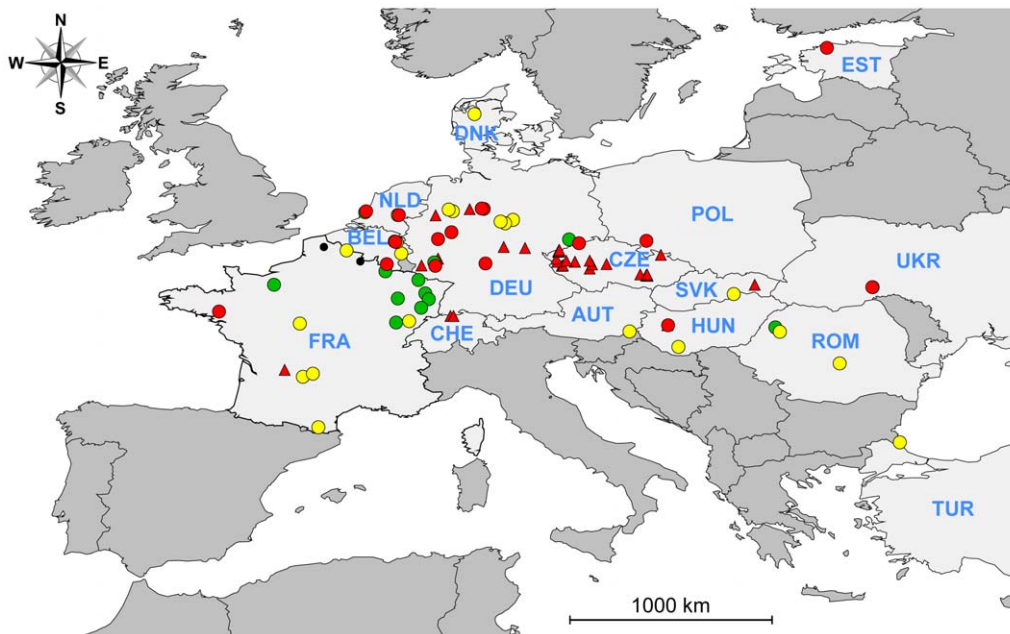 N
W E
S
EST
DNK
NLD
POL
BEL
CZE
UKR
DEU
SVK
AUT
HUN
CHE
FRA
ROM
TUR
1000 km